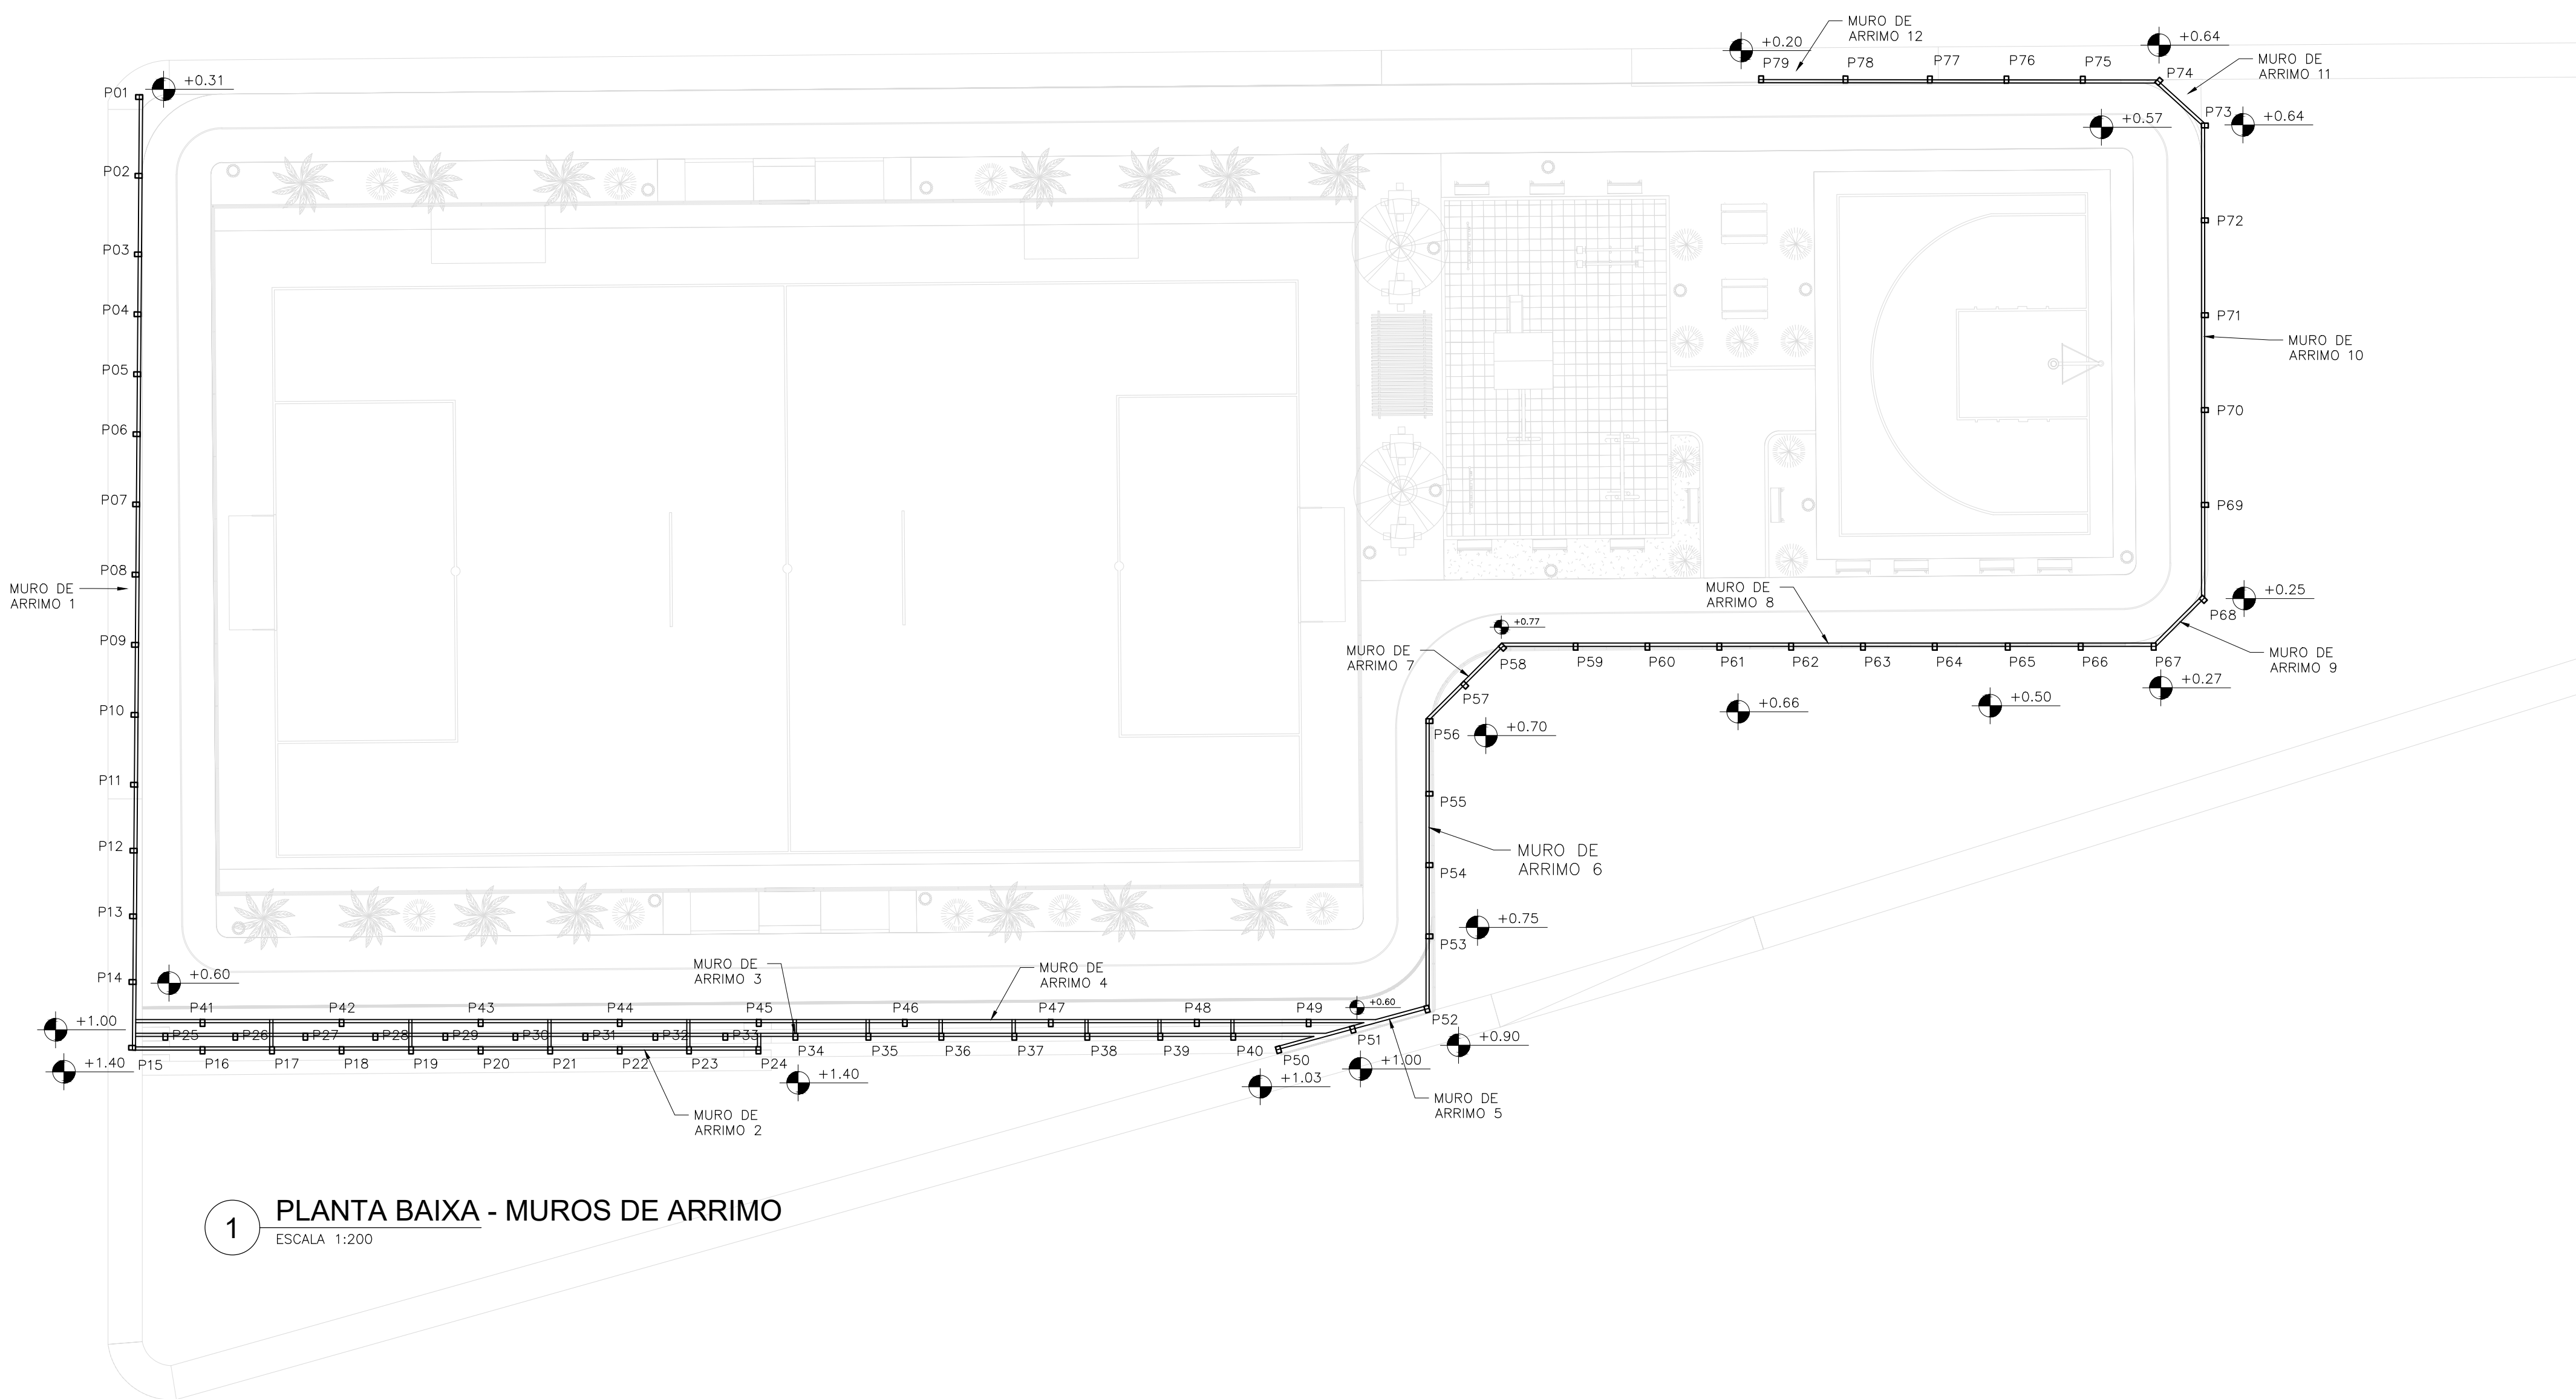 MURO DE
ARRIMO 12
+0.20
+0.64
P79
P78
P77
P76
P75
P74
MURO DE
ARRIMO 11
+0.31
P01
P73
+0.64
+0.57
P02
P72
P03
P04
P71
MURO DE
ARRIMO 10
P05
P70
P06
P07
P69
P08
MURO DE
ARRIMO 1
MURO DE
ARRIMO 8
+0.25
P68
+0.77
P09
MURO DE
ARRIMO 7
P58
P59
P60
P61
P62
P63
P64
P65
P66
P67
MURO DE
ARRIMO 9
+0.27
P57
+0.66
+0.50
P10
P56
+0.70
P11
P55
P12
MURO DE
ARRIMO 6
P54
P13
+0.75
P53
MURO DE
ARRIMO 3
MURO DE
ARRIMO 4
P14
+0.60
+0.60
P41
P42
P43
P44
P45
P46
P47
P48
P49
P52
+1.00
P25
P26
P27
P28
P29
P30
P31
P32
P33
P51
+0.90
P34
P35
P36
P37
P38
P39
P40
P50
+1.40
P15
P16
P17
P18
P19
P20
P21
P22
P23
P24
+1.40
+1.03
+1.00
MURO DE
ARRIMO 5
MURO DE
ARRIMO 2
1
PLANTA BAIXA - MUROS DE ARRIMO
ESCALA 1:200